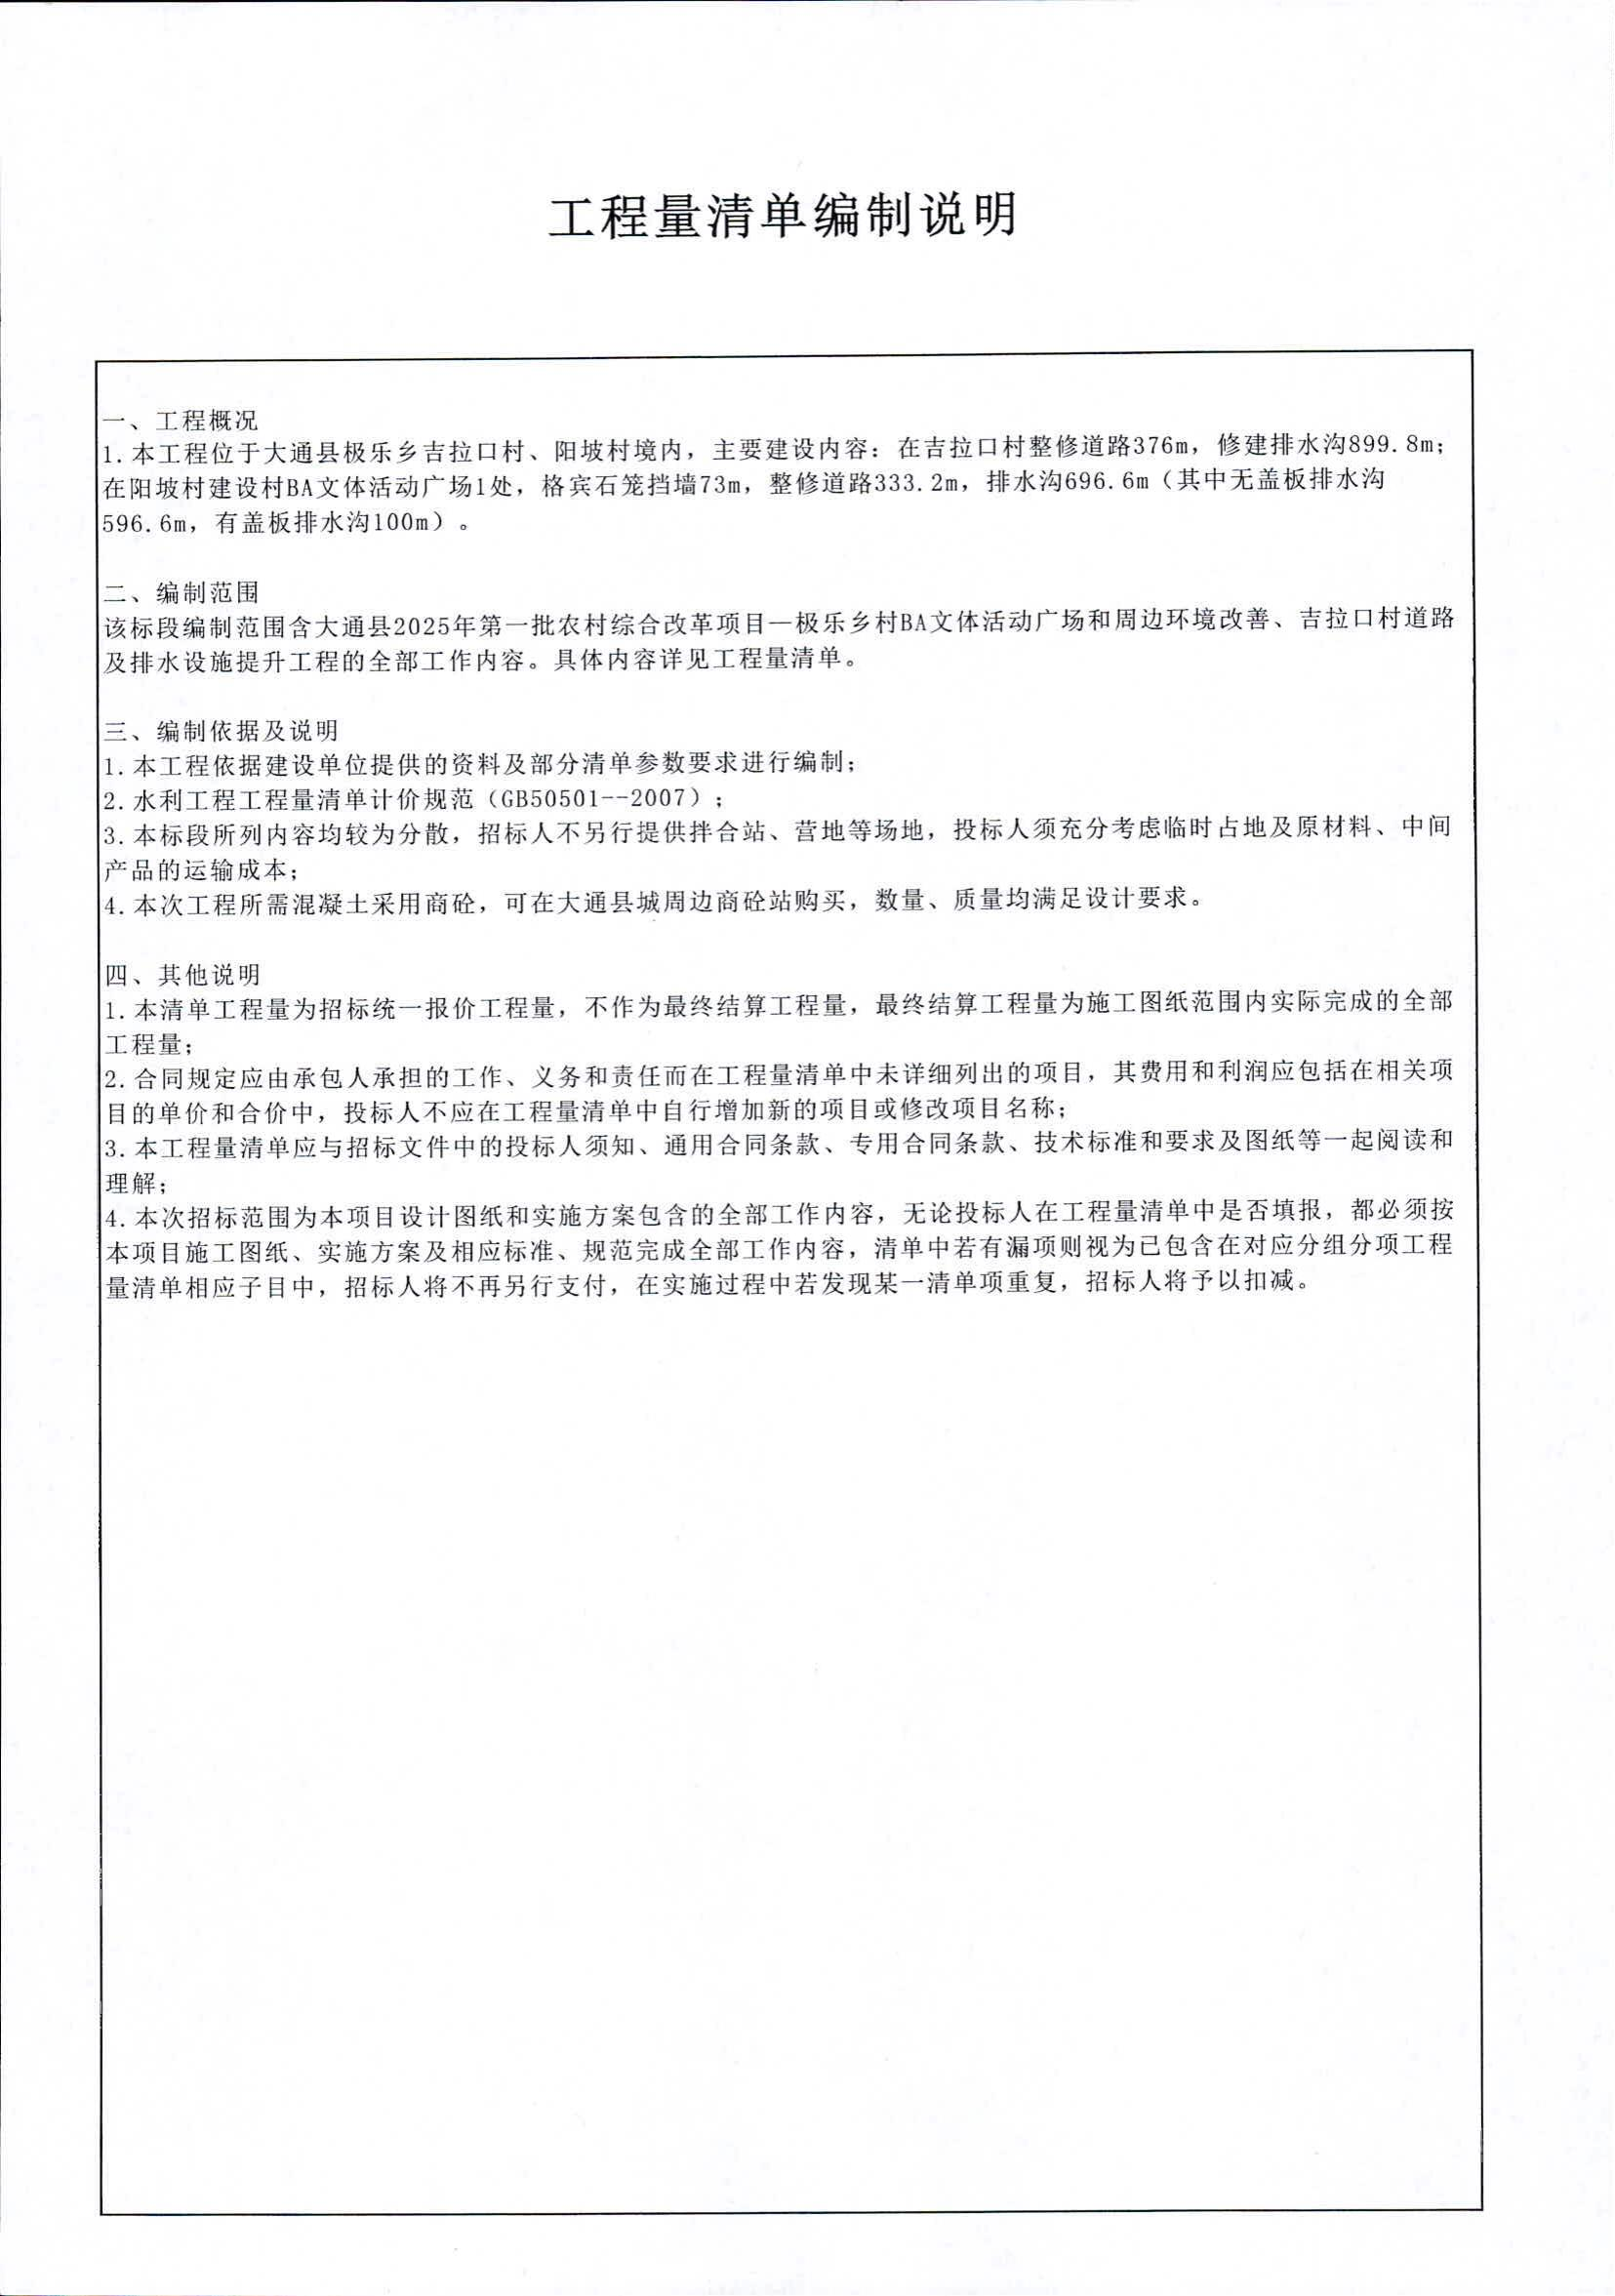 工程量清单编制说明
一、工程概况
1.本工程位于大通县极乐乡吉拉口村、阳坡村境内，主要建设内容：在吉拉口村整修道路376m，修建排水沟899.8m；
在阳坡村建设村BA文体活动广场1处，格宾石笼挡墙73m，整修道路333.2m，排水沟696.6m（其中无盖板排水沟
596.6m，有盖板排水沟100m）。
二、编制范围
该标段编制范围含大通县2025年第一批农村综合改革项目—极乐乡村BA文体活动广场和周边环境改善、吉拉口村道路
及排水设施提升工程的全部工作内容。具体内容详见工程量清单。
三、编制依据及说明
1.本工程依据建设单位提供的资料及部分清单参数要求进行编制；
2.水利工程工程量清单计价规范（GB50501--2007）；
3.本标段所列内容均较为分散，招标人不另行提供拌合站、营地等场地，投标人须充分考虑临时占地及原材料、中间
产品的运输成本；
4.本次工程所需混凝土采用商砼，可在大通县城周边商砼站购买，数量、质量均满足设计要求。
四、其他说明
1.本清单工程量为招标统一报价工程量，不作为最终结算工程量，最终结算工程量为施工图纸范围内实际完成的全部
工程量；
2.合同规定应由承包人承担的工作、义务和责任而在工程量清单中未详细列出的项目，其费用和利润应包括在相关项
目的单价和合价中，投标人不应在工程量清单中自行增加新的项目或修改项目名称；
3.本工程量清单应与招标文件中的投标人须知、通用合同条款、专用合同条款、技术标准和要求及图纸等一起阅读和
理解；
4.本次招标范围为本项目设计图纸和实施方案包含的全部工作内容，无论投标人在工程量清单中是否填报，都必须按
本项目施工图纸、实施方案及相应标准、规范完成全部工作内容，清单中若有漏项则视为已包含在对应分组分项工程
量清单相应子目中，招标人将不再另行支付，在实施过程中若发现某一清单项重复，招标人将予以扣减。